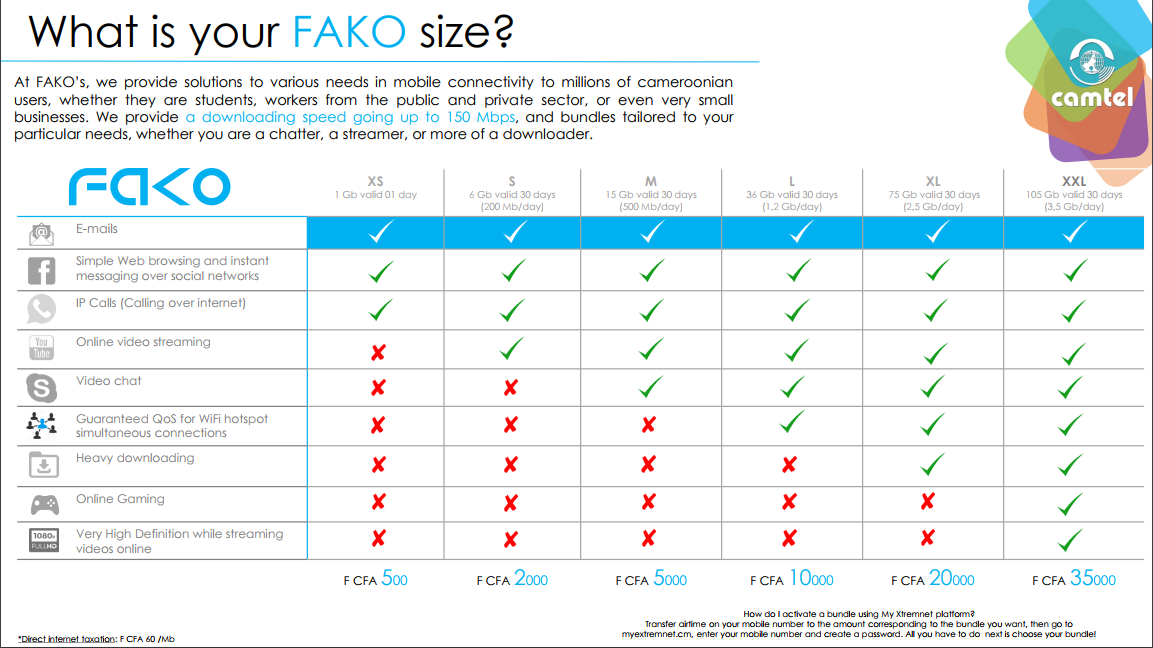 What is your FAKO size?
camtel
At FAKO's, we provide solutions to various needs in mobile connectivity to millions of cameroonian
users, whether they are students, workers from the public and private sector, or even very small
businesses. We provide a downloading speed going up to 150 Mbps, and bundles tailored to your
particular needs, whether you are a chatter, a streamer, or more of a downloader.
FAKO
XS
1 Gb valid 01 day
S
6 Gb valid 30 days
(200 Mb/day)
M
15 Gb valid 30 days
(500 Mb/day)
L
36 Gb valid 30 days
(1,2 Gb/day)
XL
75 Gb valid 30 days
(2,5 Gb/day)
XXL
105 Gb valid 30 days
(3,5 Gb/day)
E-mails
Simple Web browsing and instant
messaging over social networks
IP Calls (Calling over internet)
You
Tube
Online video streaming
Video chat
Guaranteed QoS for WiFi hotspot
simultaneous connections
Heavy downloading
Online Gaming
1080p
FULLHD
Very High Definition while streaming
videos online
F CFA 500
F CFA 2000
F CFA 5000
F CFA 10000
F CFA 20000
F CFA 35000
How do I activate a bundle using My Xtremnet platform?
Transfer airtime on your mobile number to the amount corresponding to the bundle you want, then go to
myextremnet.cm, enter your mobile number and create a password. All you have to do next is choose your bundle!
*Direct internet taxation: F CFA 60 /Mb